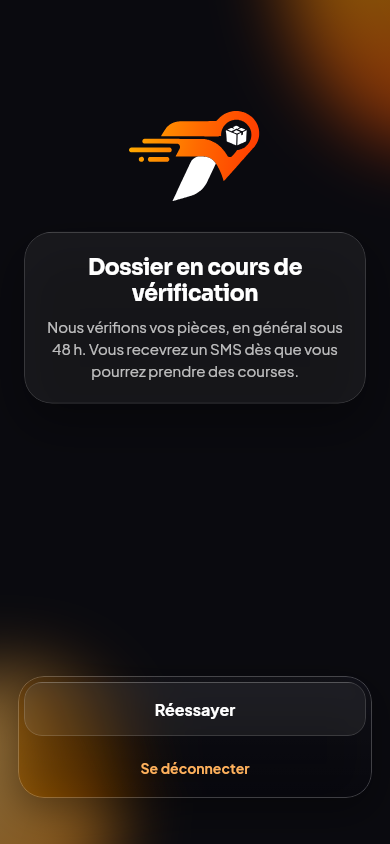 Dossier en cours de
vérification
Nous vérifions vos pièces, en général sous
48 h. Vous recevrez un SMS dès que vous
pourrez prendre des courses.
Réessayer
Se déconnecter